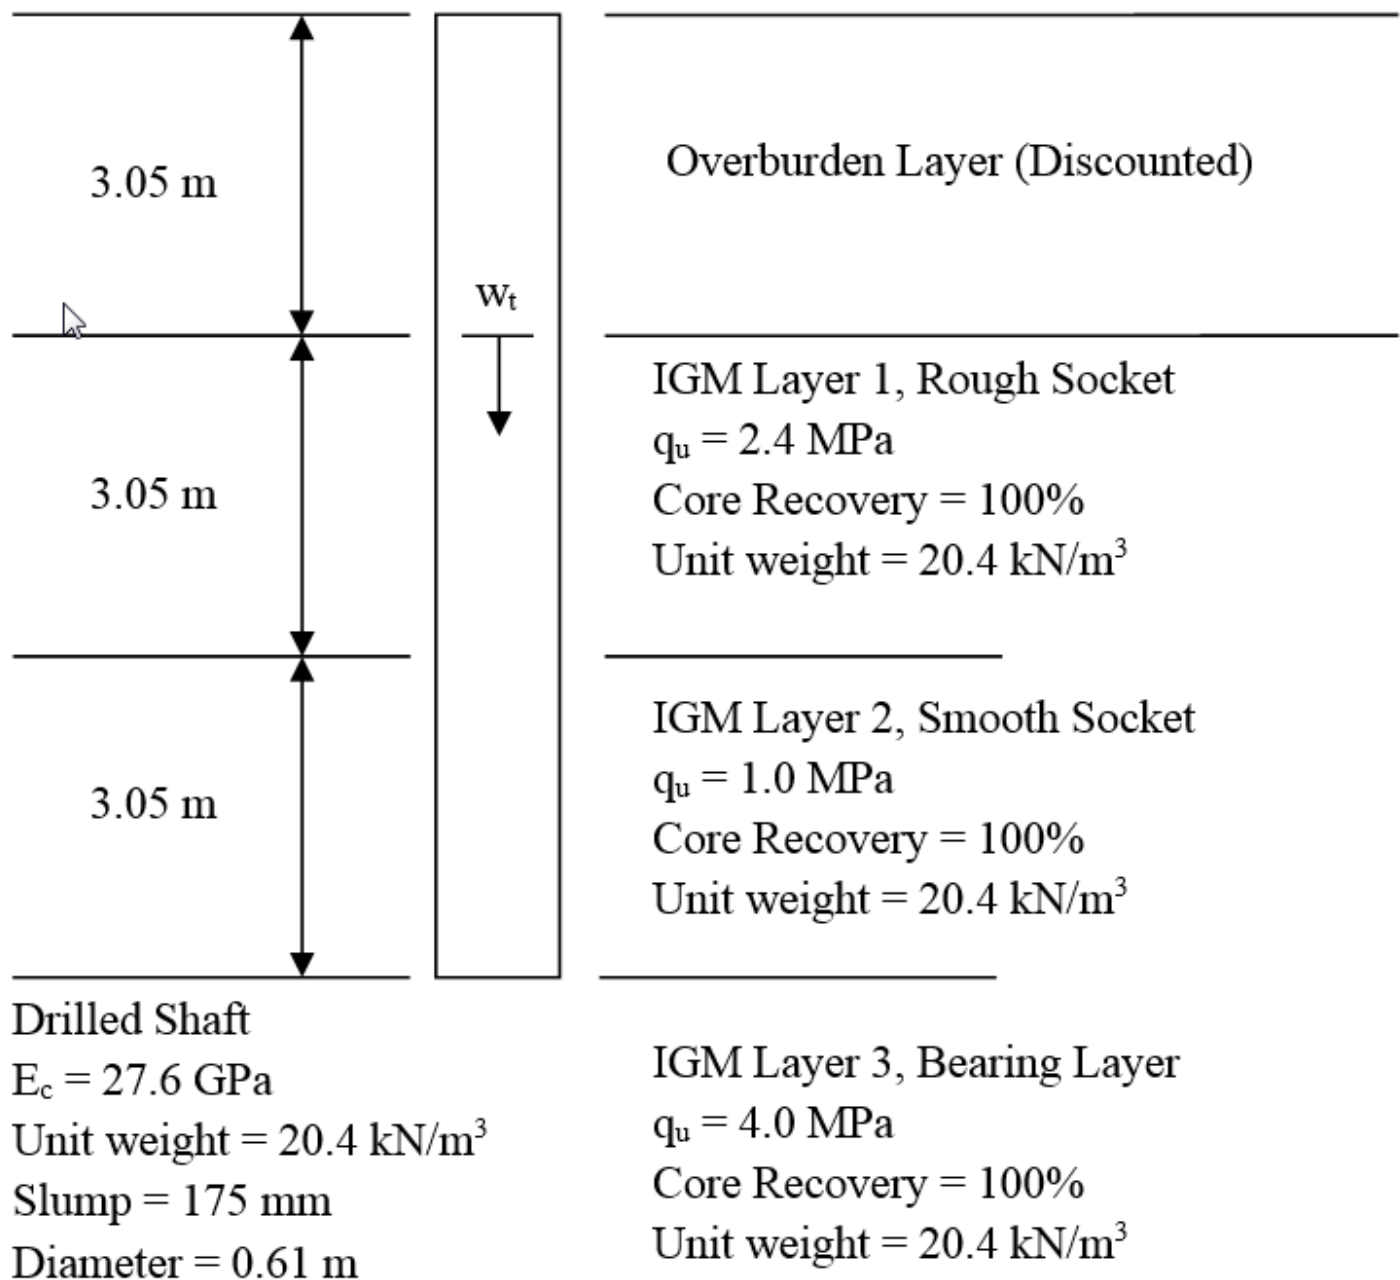 3.05 m
Overburden Layer (Discounted)
wₜ
3.05 m
IGM Layer 1, Rough Socket
qᵤ = 2.4 MPa
Core Recovery = 100%
Unit weight = 20.4 kN/m³
3.05 m
IGM Layer 2, Smooth Socket
qᵤ = 1.0 MPa
Core Recovery = 100%
Unit weight = 20.4 kN/m³
Drilled Shaft
E꜀ = 27.6 GPa
Unit weight = 20.4 kN/m³
Slump = 175 mm
Diameter = 0.61 m
IGM Layer 3, Bearing Layer
qᵤ = 4.0 MPa
Core Recovery = 100%
Unit weight = 20.4 kN/m³